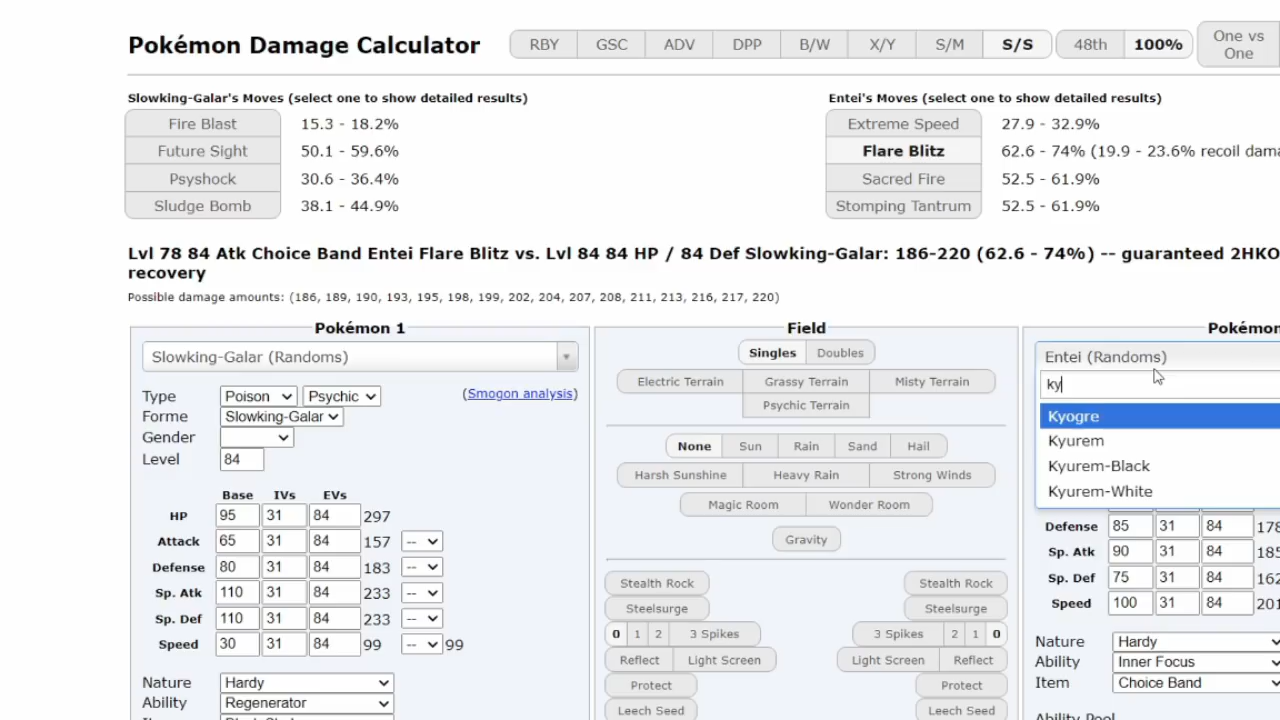 Pokémon Damage Calculator
RBY GSC ADV DPP B/W X/Y S/M S/S 48th 100% One vs One
Slowking-Galar's Moves (select one to show detailed results)
Fire Blast 15.3 - 18.2%
Future Sight 50.1 - 59.6%
Psyshock 30.6 - 36.4%
Sludge Bomb 38.1 - 44.9%
Entei's Moves (select one to show detailed results)
Extreme Speed 27.9 - 32.9%
Flare Blitz 62.6 - 74% (19.9 - 23.6% recoil dama
Sacred Fire 52.5 - 61.9%
Stomping Tantrum 52.5 - 61.9%
Lvl 78 84 Atk Choice Band Entei Flare Blitz vs. Lvl 84 84 HP / 84 Def Slowking-Galar: 186-220 (62.6 - 74%) -- guaranteed 2HKO
recovery
Possible damage amounts: (186, 189, 190, 193, 195, 198, 199, 202, 204, 207, 208, 211, 213, 216, 217, 220)
Pokémon 1
Slowking-Galar (Randoms)
Type Poison Psychic (Smogon analysis)
Forme Slowking-Galar
Gender
Level 84
Base IVs EVs
HP 95 31 84 297
Attack 65 31 84 157 --
Defense 80 31 84 183 --
Sp. Atk 110 31 84 233 --
Sp. Def 110 31 84 233 --
Speed 30 31 84 99 -- 99
Nature Hardy
Ability Regenerator
Field
Singles Doubles
Electric Terrain Grassy Terrain Misty Terrain
Psychic Terrain
None Sun Rain Sand Hail
Harsh Sunshine Heavy Rain Strong Winds
Magic Room Wonder Room
Gravity
Stealth Rock Stealth Rock
Steelsurge Steelsurge
0 1 2 3 Spikes 3 Spikes 2 1 0
Reflect Light Screen Light Screen Reflect
Protect Protect
Leech Seed Leech Seed
Pokémon
Entei (Randoms)
ky
Kyogre
Kyurem
Kyurem-Black
Kyurem-White
Defense 85 31 84 178
Sp. Atk 90 31 84 185
Sp. Def 75 31 84 162
Speed 100 31 84 201
Nature Hardy
Ability Inner Focus
Item Choice Band